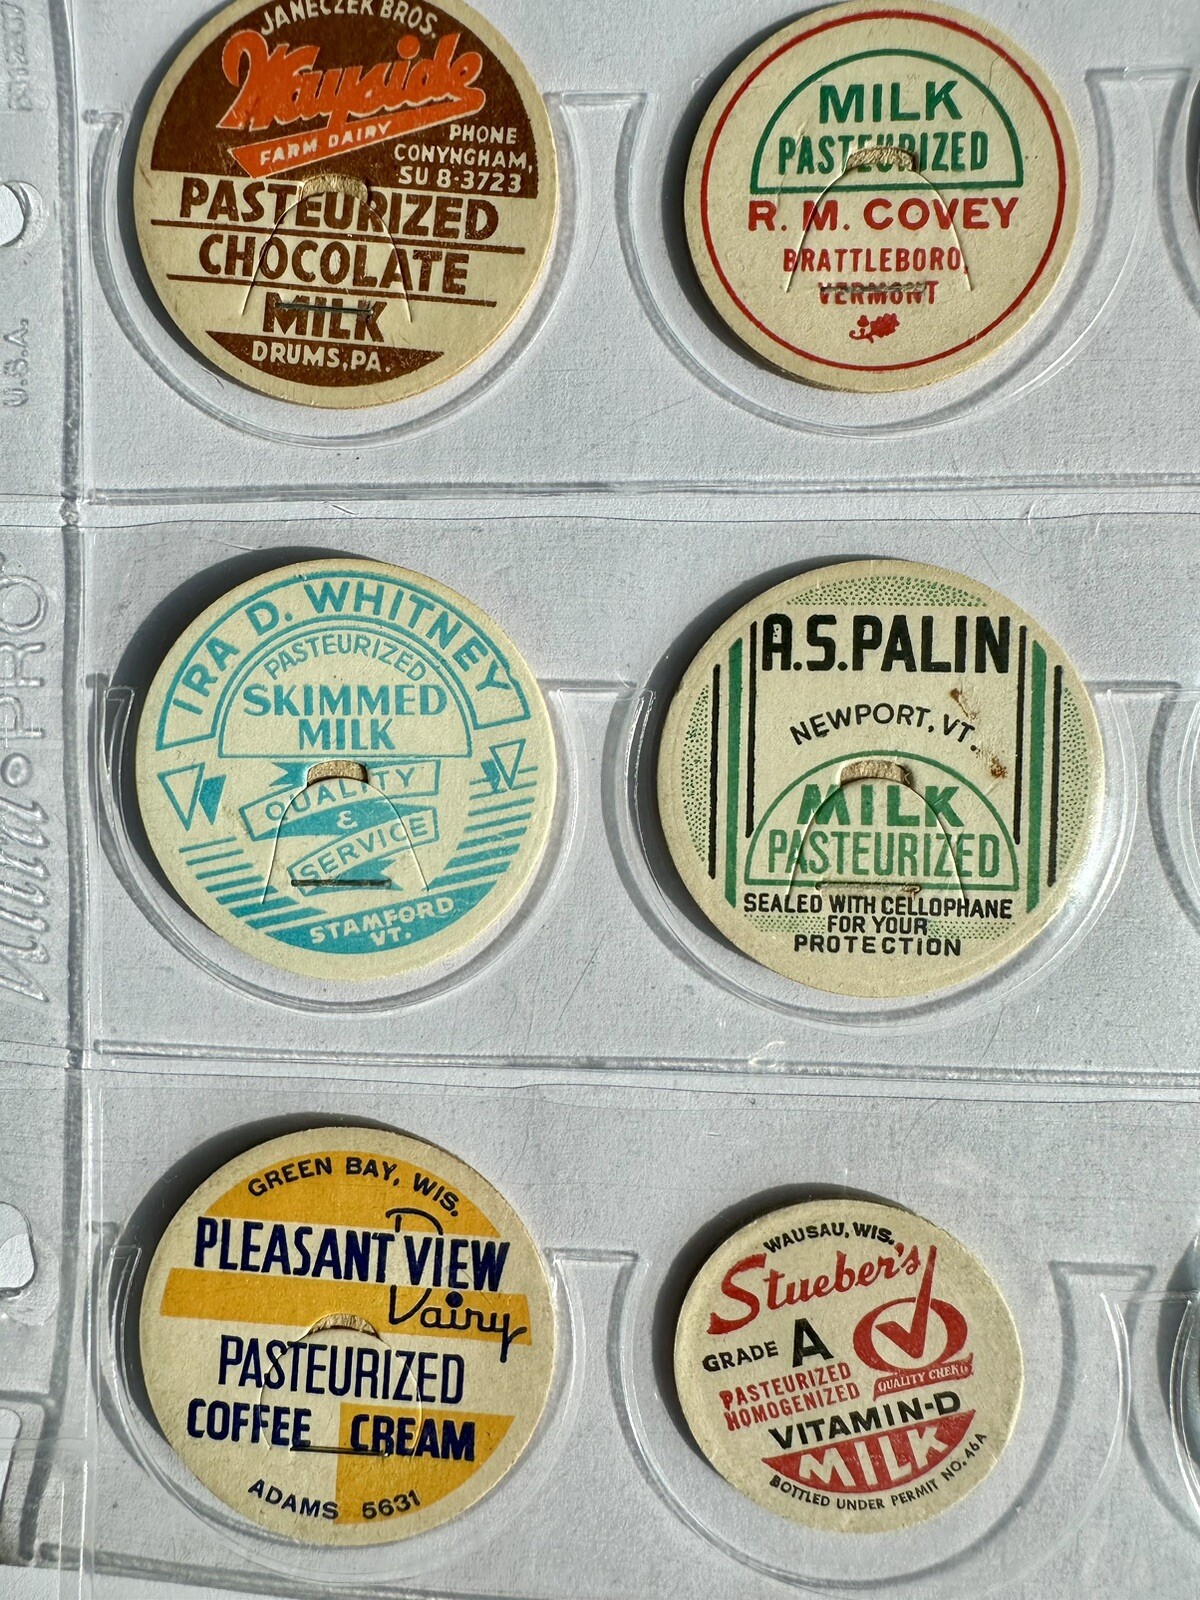 JANECZEK BROS.
Wayside
FARM DAIRY
PHONE
CONYNGHAM,
SU 8-3723
PASTEURIZED
CHOCOLATE
MILK
DRUMS, PA.
MILK
PASTEURIZED
R. M. COVEY
BRATTLEBORO,
VERMONT
IRA D. WHITNEY
PASTEURIZED
SKIMMED
MILK
QUALITY
&
SERVICE
STAMFORD
VT.
A.S. PALIN
NEWPORT, VT.
MILK
PASTEURIZED
SEALED WITH CELLOPHANE
FOR YOUR
PROTECTION
GREEN BAY, WIS.
PLEASANT VIEW
Dairy
PASTEURIZED
COFFEE CREAM
ADAMS 5631
WAUSAU, WIS.
Stueber's
GRADE A
PASTEURIZED
HOMOGENIZED
QUALITY CHEKD
VITAMIN-D
MILK
BOTTLED UNDER PERMIT NO. 46A
U.S.A.
PRO